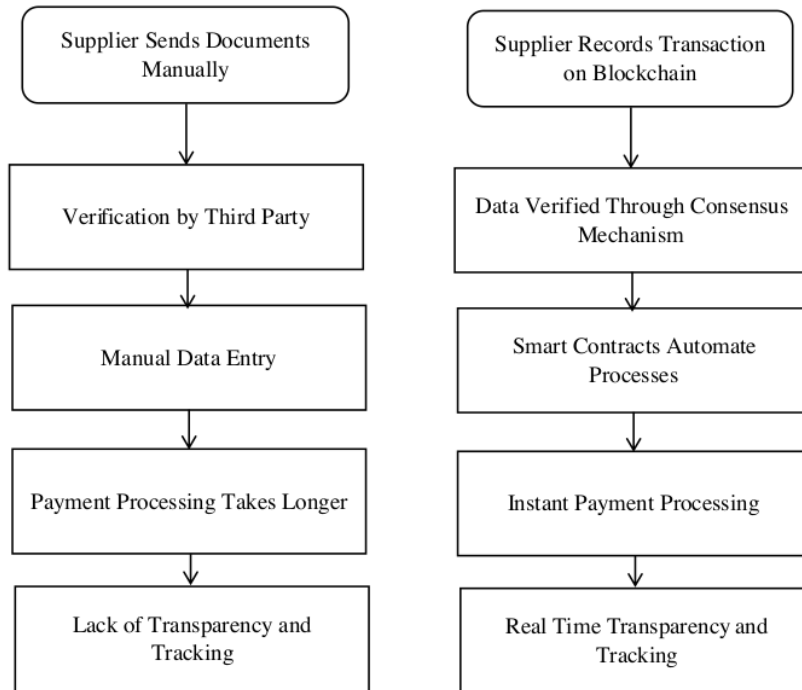 Supplier Sends Documents
Manually
Verification by Third Party
Manual Data Entry
Payment Processing Takes Longer
Lack of Transparency and
Tracking
Supplier Records Transaction
on Blockchain
Data Verified Through Consensus
Mechanism
Smart Contracts Automate
Processes
Instant Payment Processing
Real Time Transparency and
Tracking